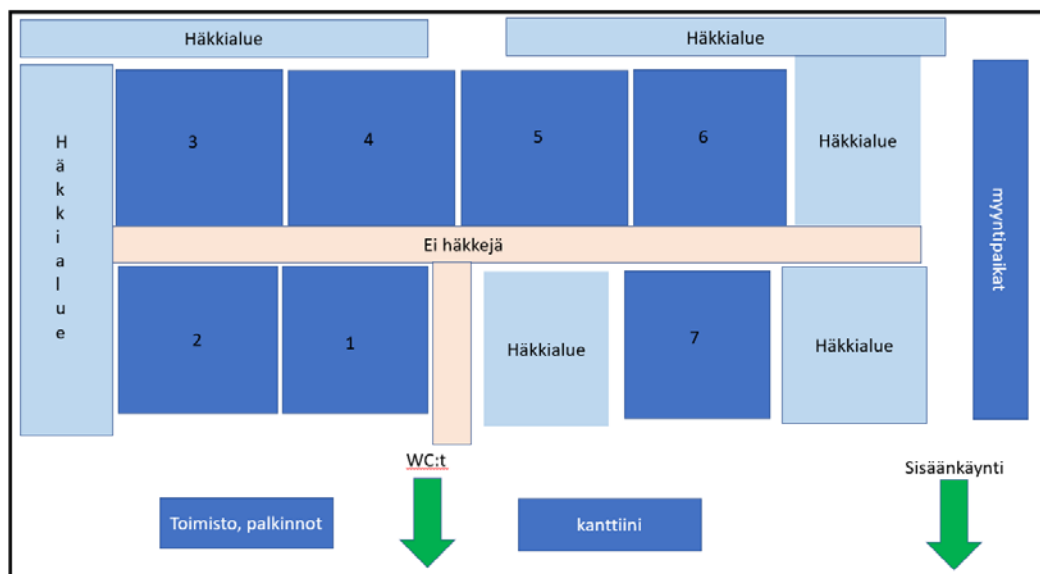 Häkkialue
Häkkialue
Häkkialue
3
4
5
6
Häkkialue
myyntipaikat
Ei häkkejä
2
1
Häkkialue
7
Häkkialue
WC:t
Sisäänkäynti
Toimisto, palkinnot
kanttiini